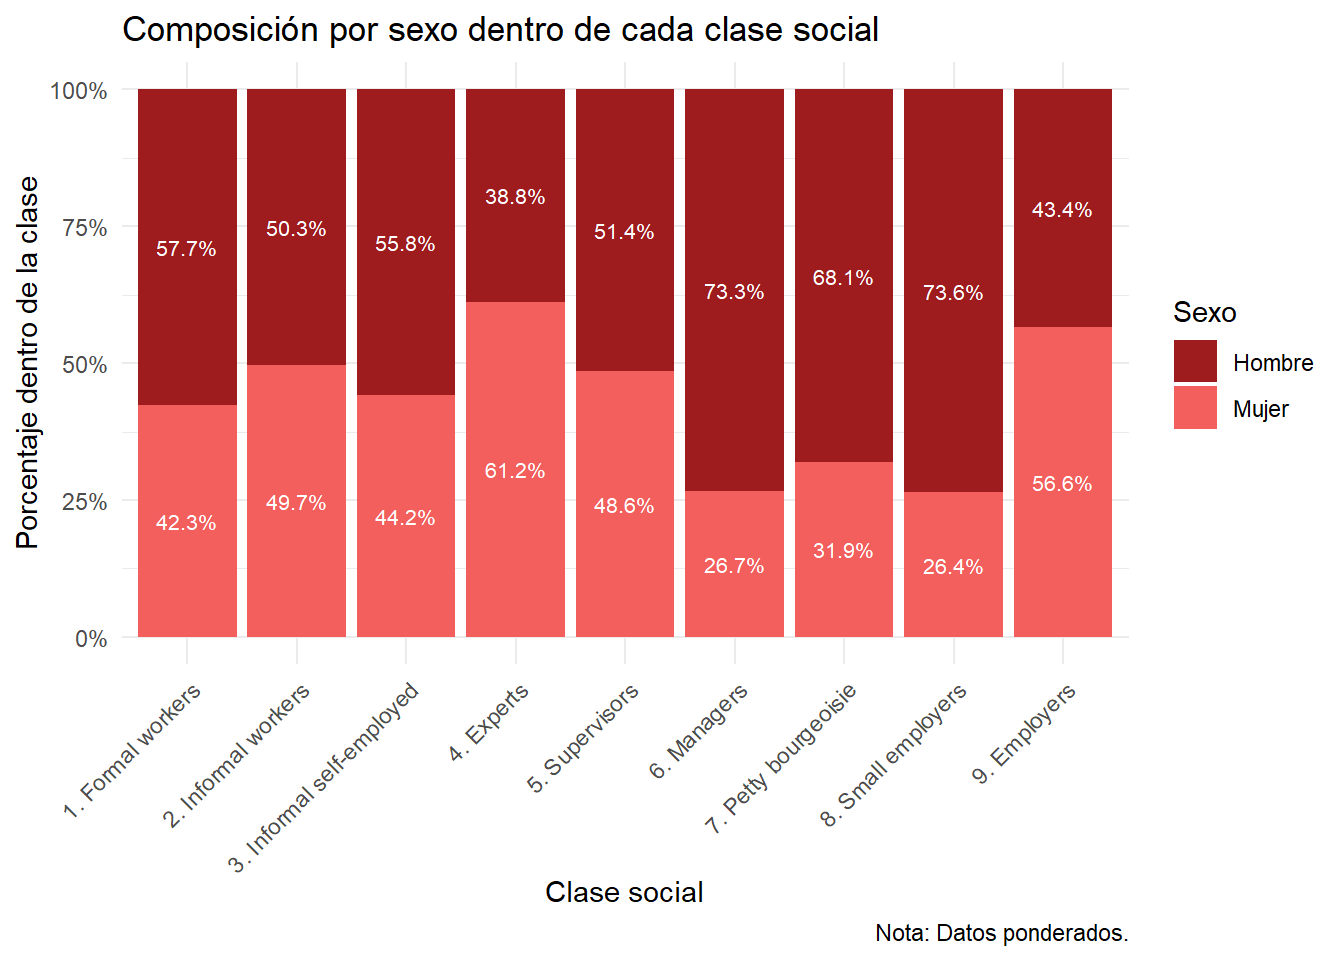 Composición por sexo dentro de cada clase social
Porcentaje dentro de la clase
100%
75%
50%
25%
0%
57.7%
50.3%
55.8%
38.8%
51.4%
73.3%
68.1%
73.6%
43.4%
42.3%
49.7%
44.2%
61.2%
48.6%
26.7%
31.9%
26.4%
56.6%
1. Formal workers
2. Informal workers
3. Informal self-employed
4. Experts
5. Supervisors
6. Managers
7. Petty bourgeoisie
8. Small employers
9. Employers
Clase social
Sexo
Hombre
Mujer
Nota: Datos ponderados.